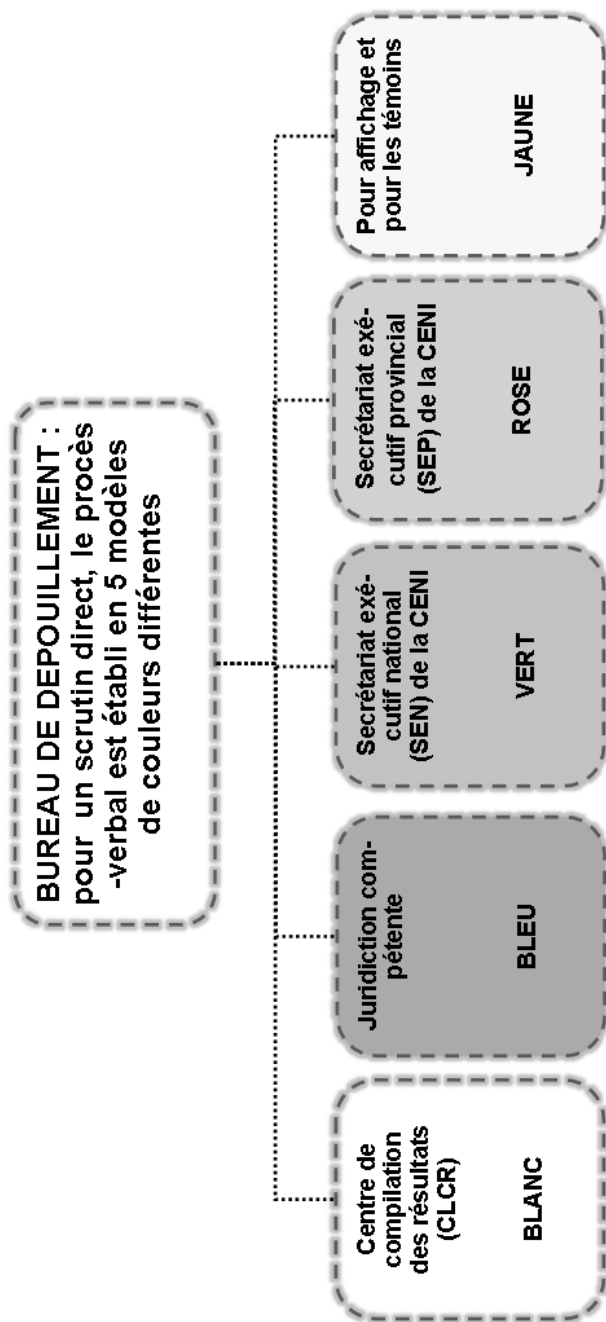 BUREAU DE DEPOUILLEMENT :
pour un scrutin direct, le procès
-verbal est établi en 5 modèles
de couleurs différentes
Centre de
compilation
des résultats
(CLCR)
BLANC
Juridiction com-
pétente
BLEU
Secrétariat exé-
cutif national
(SEN) de la CENI
VERT
Secrétariat exé-
cutif provincial
(SEP) de la CENI
ROSE
Pour affichage et
pour les témoins
JAUNE